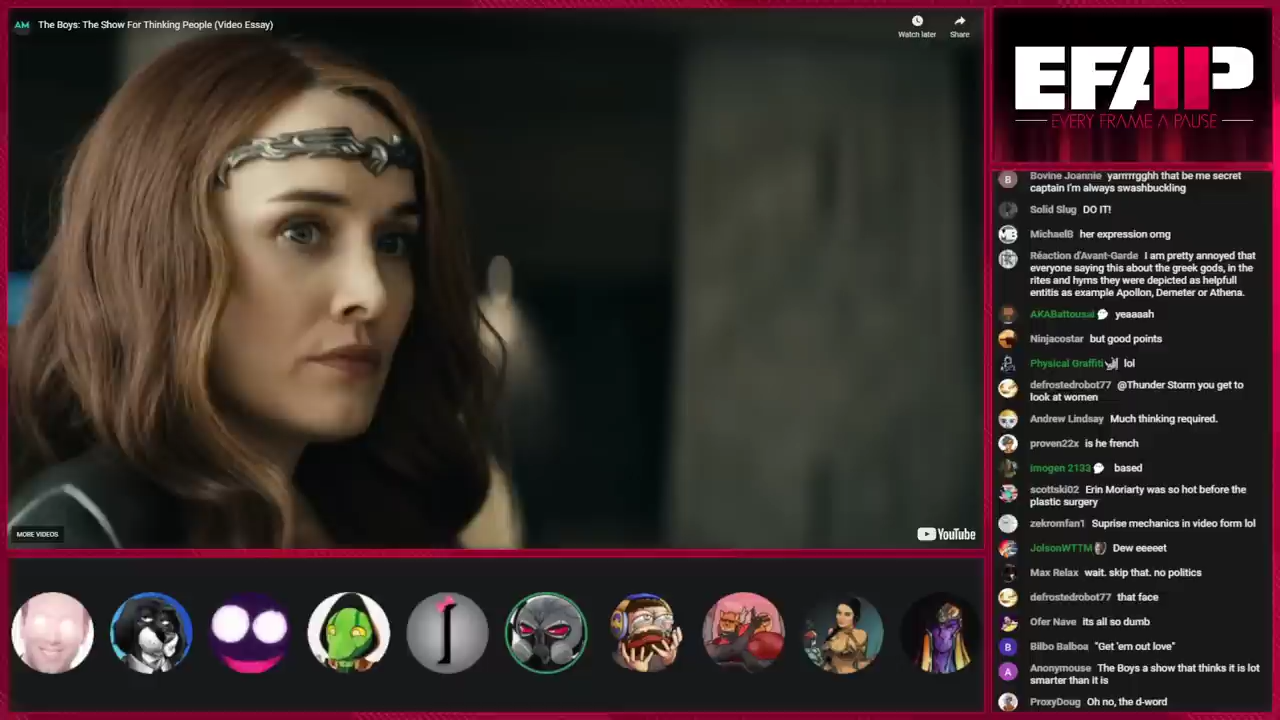 AM The Boys: The Show For Thinking People (Video Essay)
Watch later
Share
MORE VIDEOS
YouTube
EFAP
EVERY FRAME A PAUSE
B Bovine Joannie yarrrrrgghh that be me secret
captain I'm always swashbuckling
Solid Slug DO IT!
MB MichaelB her expression omg
Réaction d'Avant-Garde I am pretty annoyed that
everyone saying this about the greek gods, in the
rites and hyms they were depicted as helpfull
entitis as example Apollon, Demeter or Athena.
AKABattousai yeaaaah
Ninjacostar but good points
Physical Graffiti lol
defrostedrobot77 @Thunder Storm you get to
look at women
Andrew Lindsay Much thinking required.
proven22x is he french
imogen 2133 based
scottski02 Erin Moriarty was so hot before the
plastic surgery
zekromfan1 Suprise mechanics in video form lol
JolsonWTTM Dew eeeeet
Max Relax wait. skip that. no politics
defrostedrobot77 that face
Ofer Nave its all so dumb
B Bilbo Balboa "Get 'em out love"
A Anonymouse The Boys a show that thinks it is lot
smarter than it is
ProxyDoug Oh no, the d-word